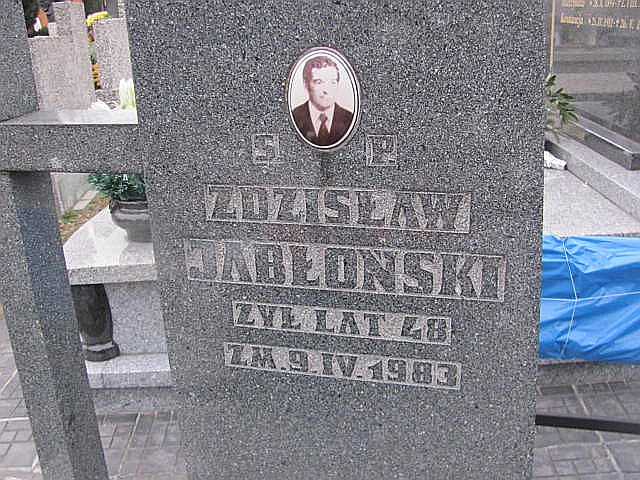 S P
ZDZISŁAW
JABŁOŃSKI
ŻYŁ LAT 48
ZM. 9. IV. 1983